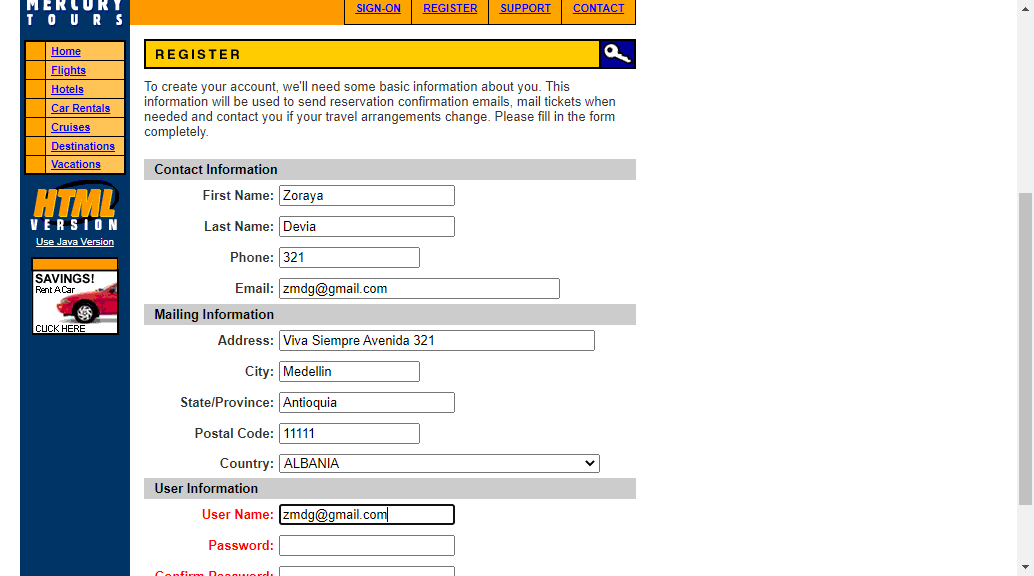 MERCURY
TOURS
SIGN-ON REGISTER SUPPORT CONTACT
Home
Flights
Hotels
Car Rentals
Cruises
Destinations
Vacations
HTML
VERSION
Use Java Version
SAVINGS!
Rent A Car
CLICK HERE
REGISTER
To create your account, we'll need some basic information about you. This
information will be used to send reservation confirmation emails, mail tickets when
needed and contact you if your travel arrangements change. Please fill in the form
completely.
Contact Information
First Name: Zoraya
Last Name: Devia
Phone: 321
Email: zmdg@gmail.com
Mailing Information
Address: Viva Siempre Avenida 321
City: Medellin
State/Province: Antioquia
Postal Code: 11111
Country: ALBANIA
User Information
User Name: zmdg@gmail.com
Password:
Confirm Password: